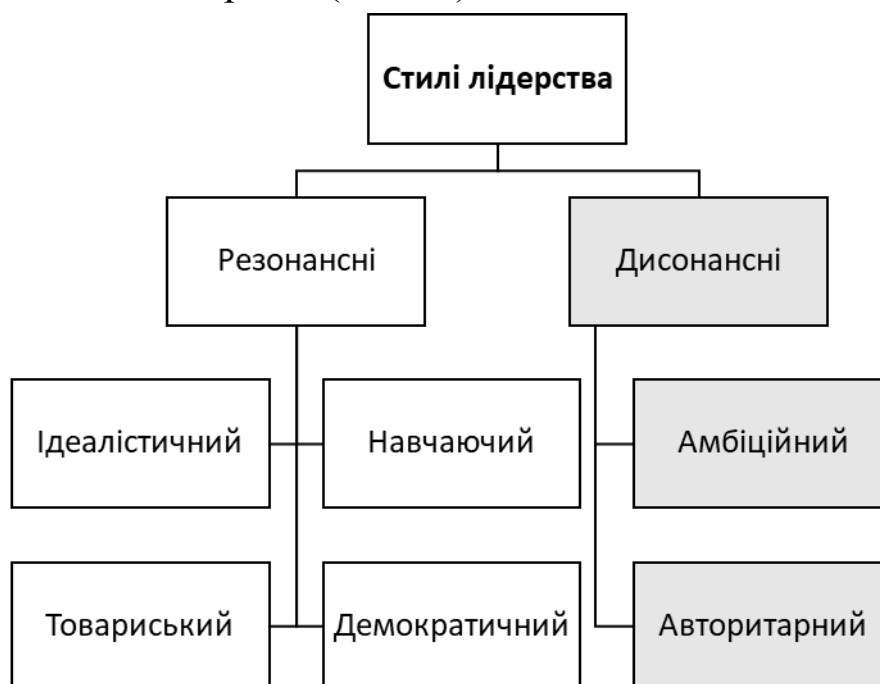 Стилі лідерства
Резонансні
Дисонансні
Ідеалістичний
Навчаючий
Амбіційний
Товариський
Демократичний
Авторитарний